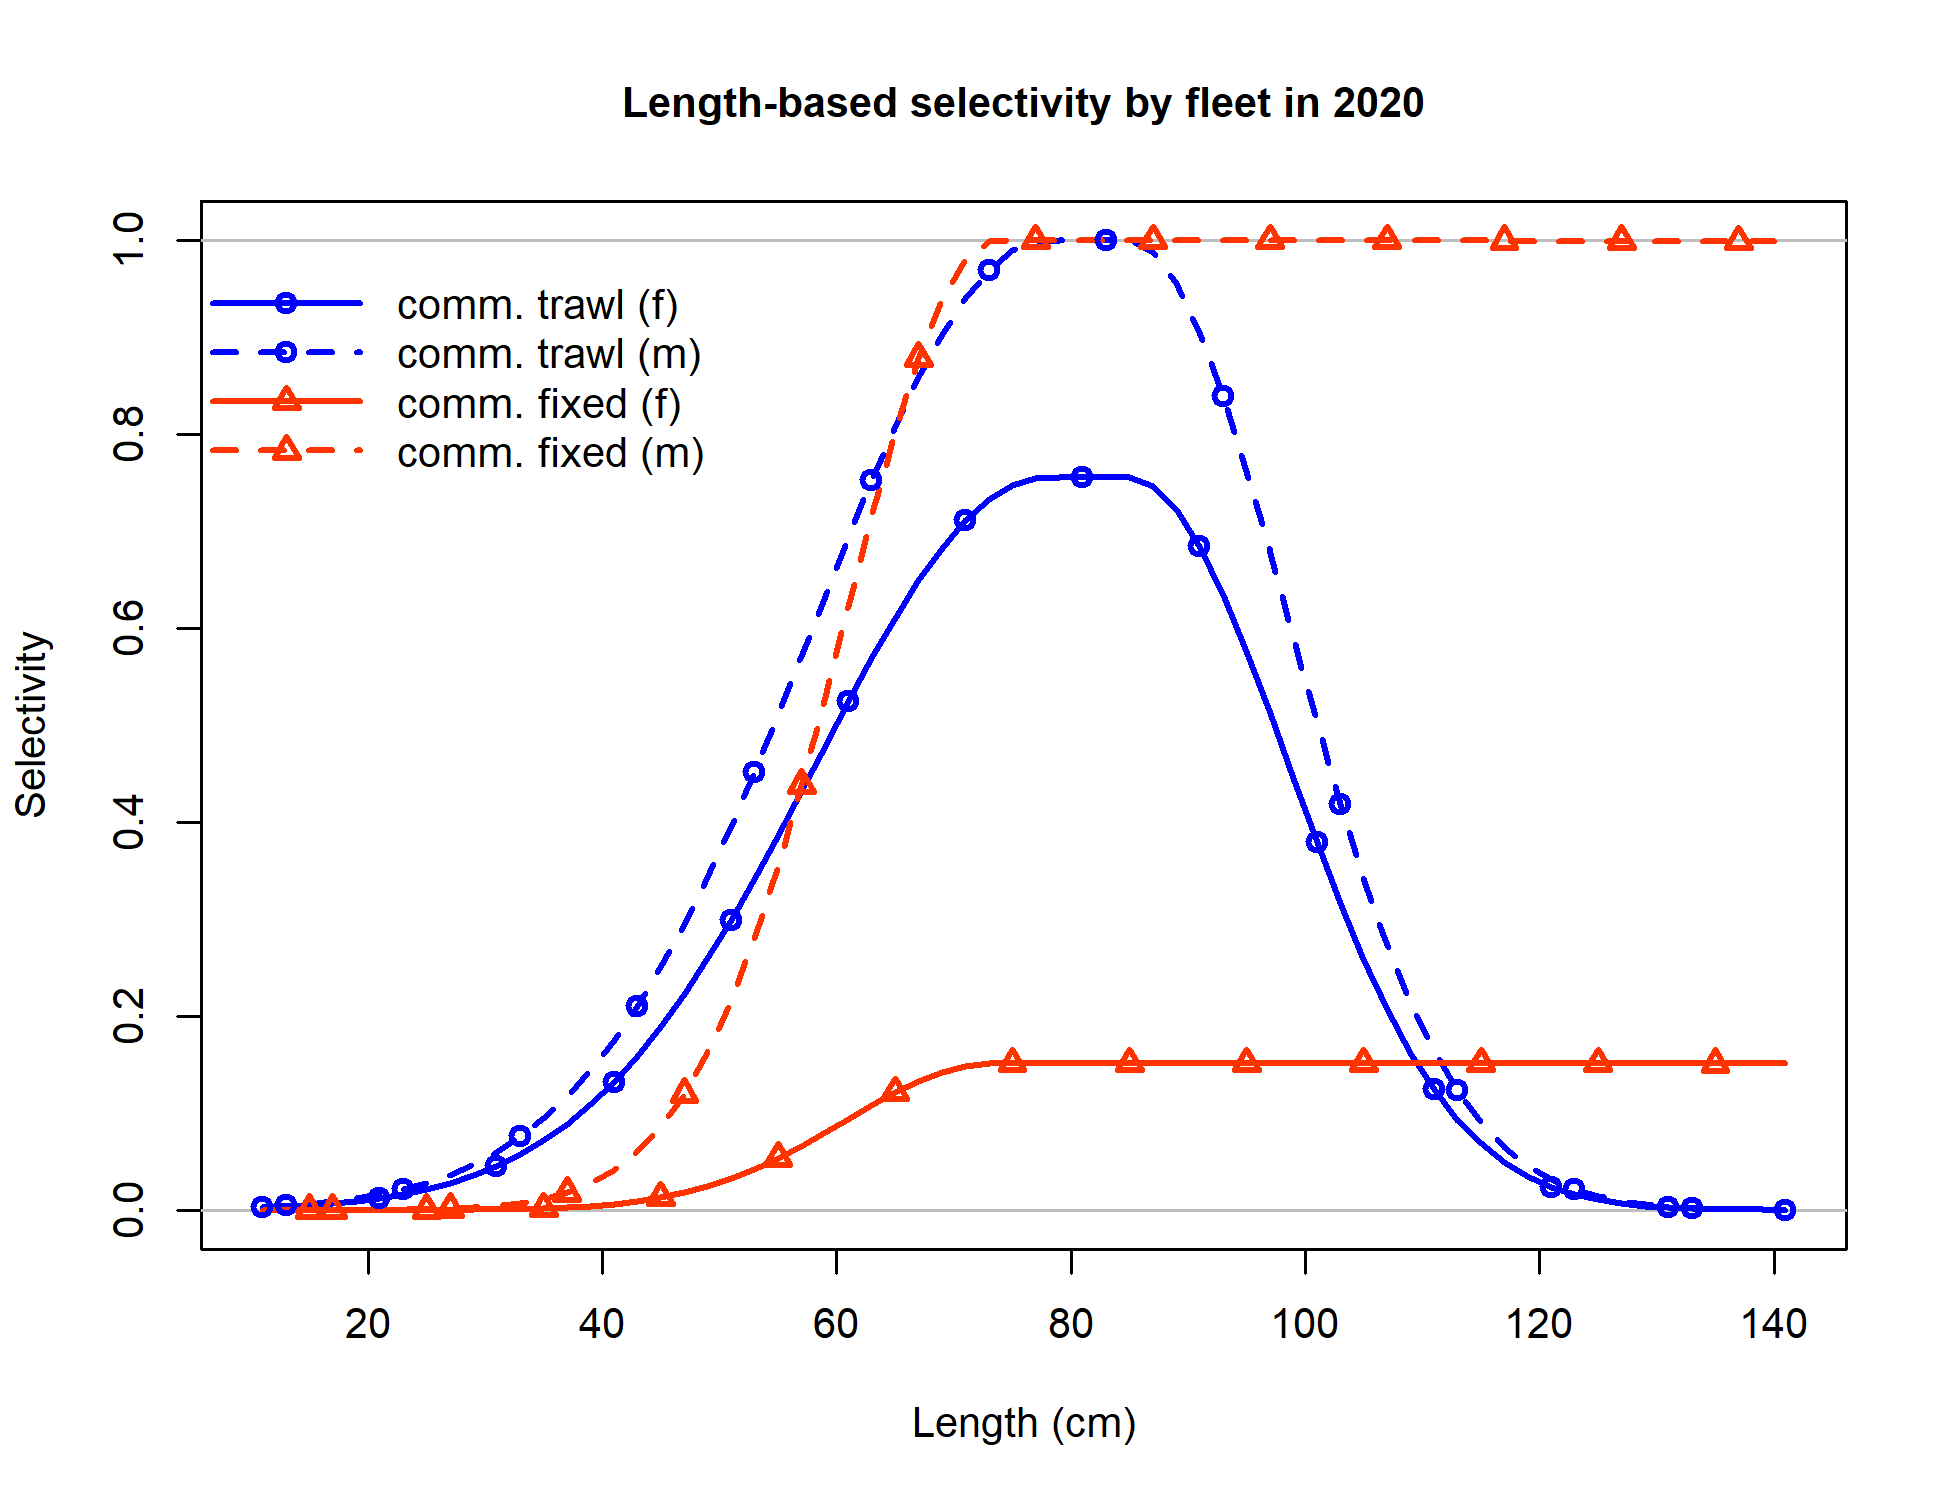 Length-based selectivity by fleet in 2020
comm. trawl (f)
comm. trawl (m)
comm. fixed (f)
comm. fixed (m)
Selectivity
1.0
0.8
0.6
0.4
0.2
0.0
20 40 60 80 100 120 140
Length (cm)